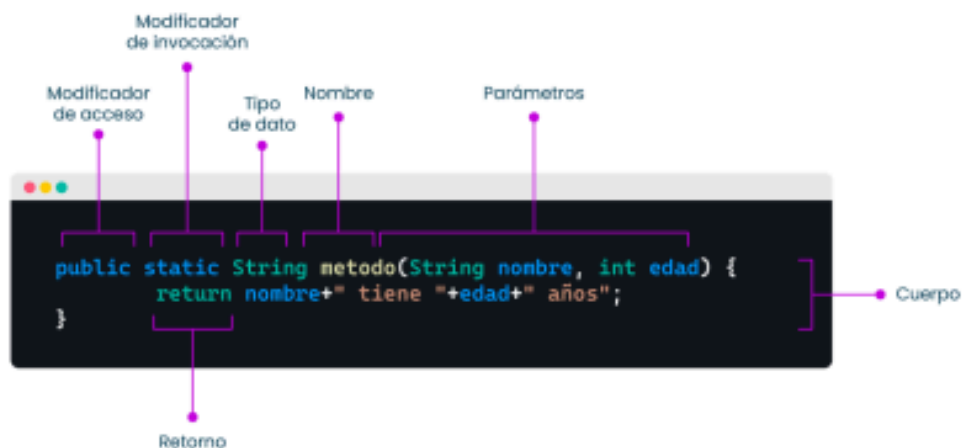 Modificador
de invocación
Modificador
de acceso
Tipo
de dato
Nombre
Parámetros
public static String metodo(String nombre, int edad) {
return nombre+" tiene "+edad+" años";
}
Cuerpo
Retorno